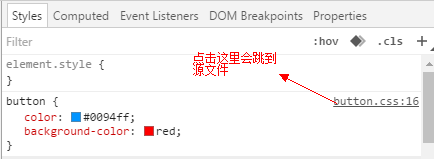 Styles Computed Event Listeners DOM Breakpoints Properties
Filter :hov .cls +
element.style {
}
点击这里会跳到
源文件
button { button.css:16
color: #0094ff;
background-color: red;
}